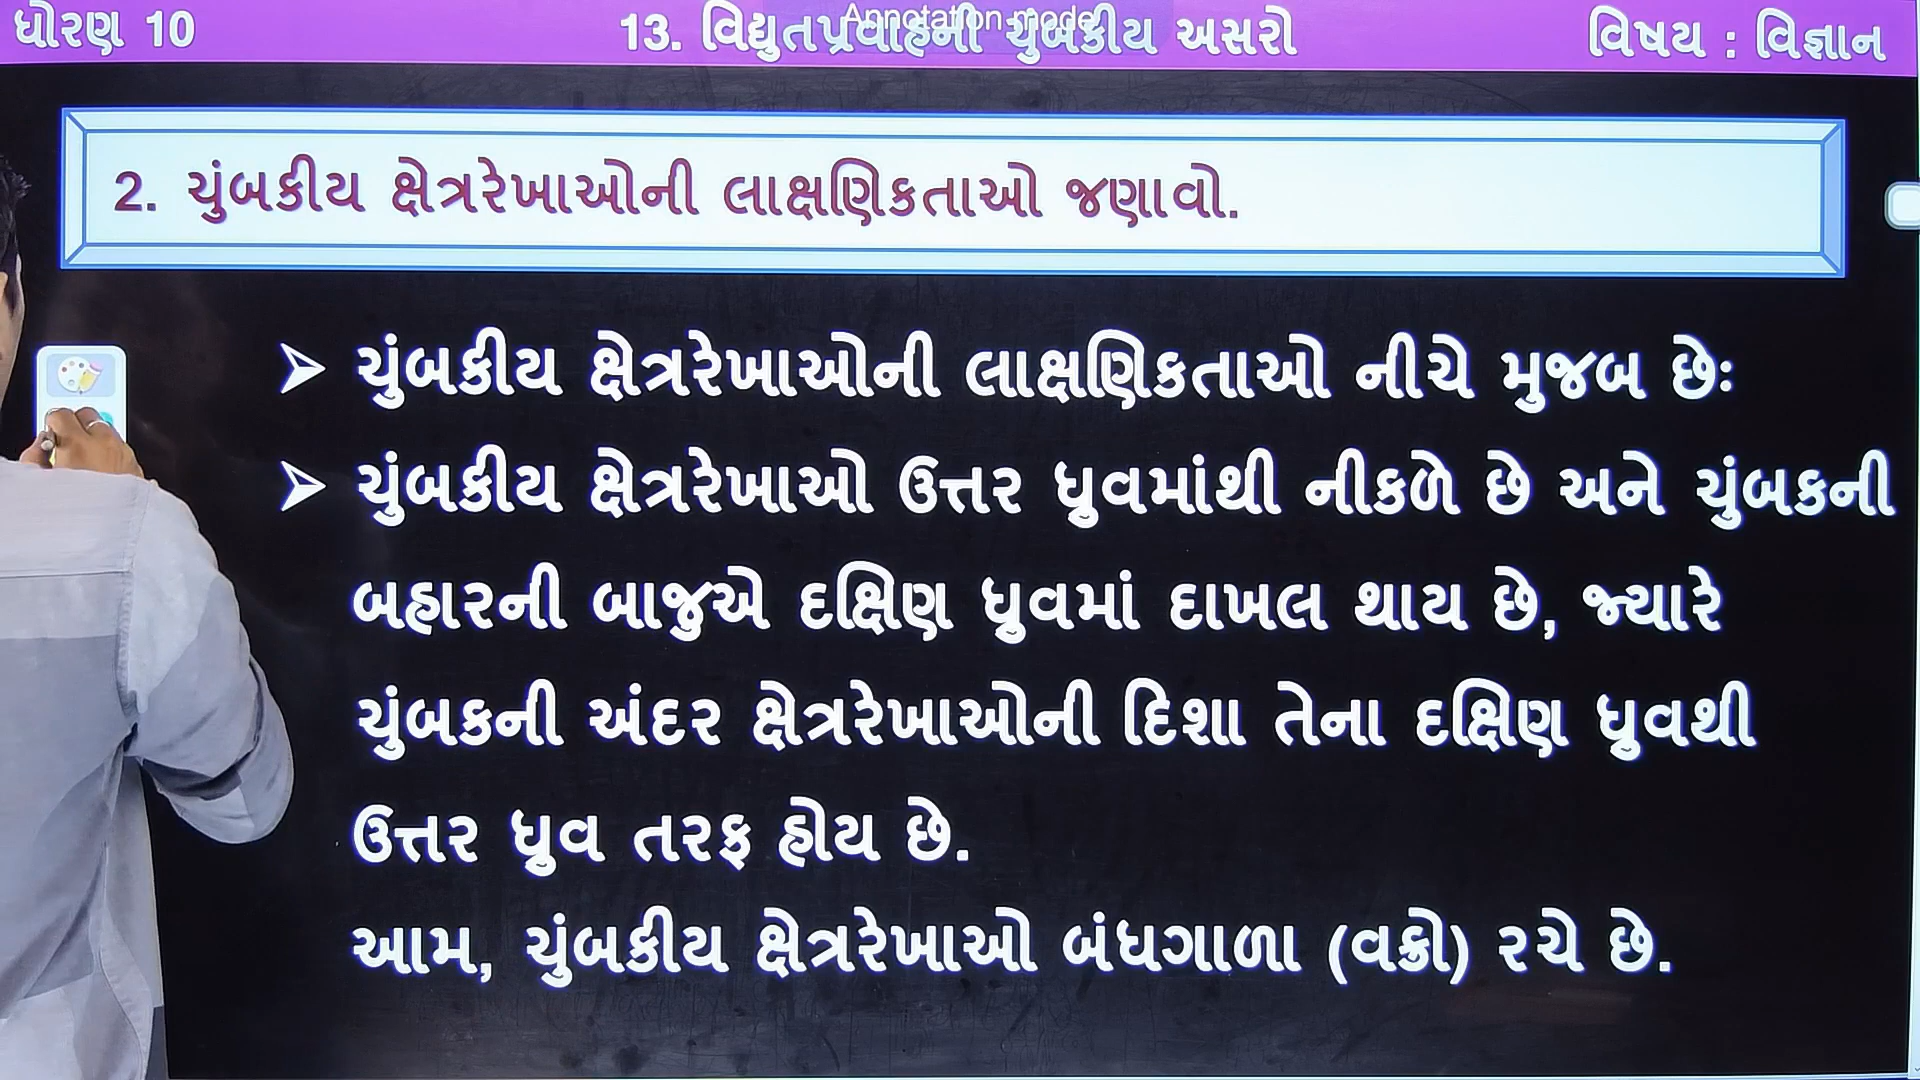 ધોરણ 10
13. વિદ્યુતપ્રવાહની ચુંબકીય અસરો
Annotation mode
વિષય : વિજ્ઞાન
2. ચુંબકીય ક્ષેત્રરેખાઓની લાક્ષણિકતાઓ જણાવો.
➢ ચુંબકીય ક્ષેત્રરેખાઓની લાક્ષણિકતાઓ નીચે મુજબ છેઃ
➢ ચુંબકીય ક્ષેત્રરેખાઓ ઉત્તર ધ્રુવમાંથી નીકળે છે અને ચુંબકની
બહારની બાજુએ દક્ષિણ ધ્રુવમાં દાખલ થાય છે, જ્યારે
ચુંબકની અંદર ક્ષેત્રરેખાઓની દિશા તેના દક્ષિણ ધ્રુવથી
ઉત્તર ધ્રુવ તરફ હોય છે.
આમ, ચુંબકીય ક્ષેત્રરેખાઓ બંધગાળા (વક્રો) રચે છે.